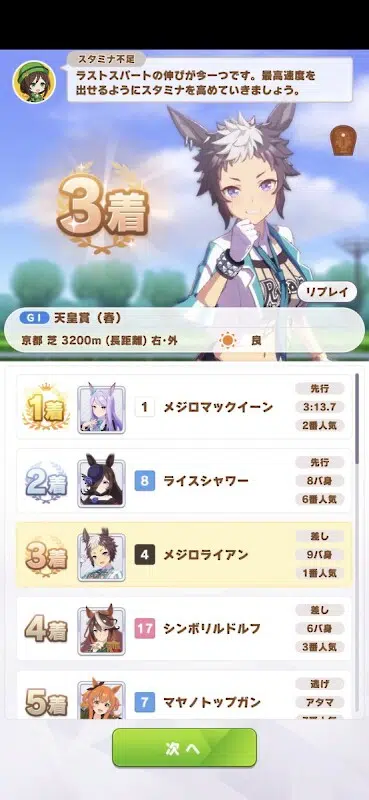 スタミナ不足
ラストスパートの伸びが今一つです。最高速度を
出せるようにスタミナを高めていきましょう。
3着
リプレイ
GI 天皇賞（春）
京都 芝 3200m (長距離) 右・外 良
1着 1 メジロマックイーン 先行 3:13.7 2番人気
2着 8 ライスシャワー 先行 8バ身 6番人気
3着 4 メジロライアン 差し 9バ身 1番人気
4着 17 シンボリルドルフ 差し 6バ身 3番人気
5着 7 マヤノトップガン 逃げ アタマ
次へ